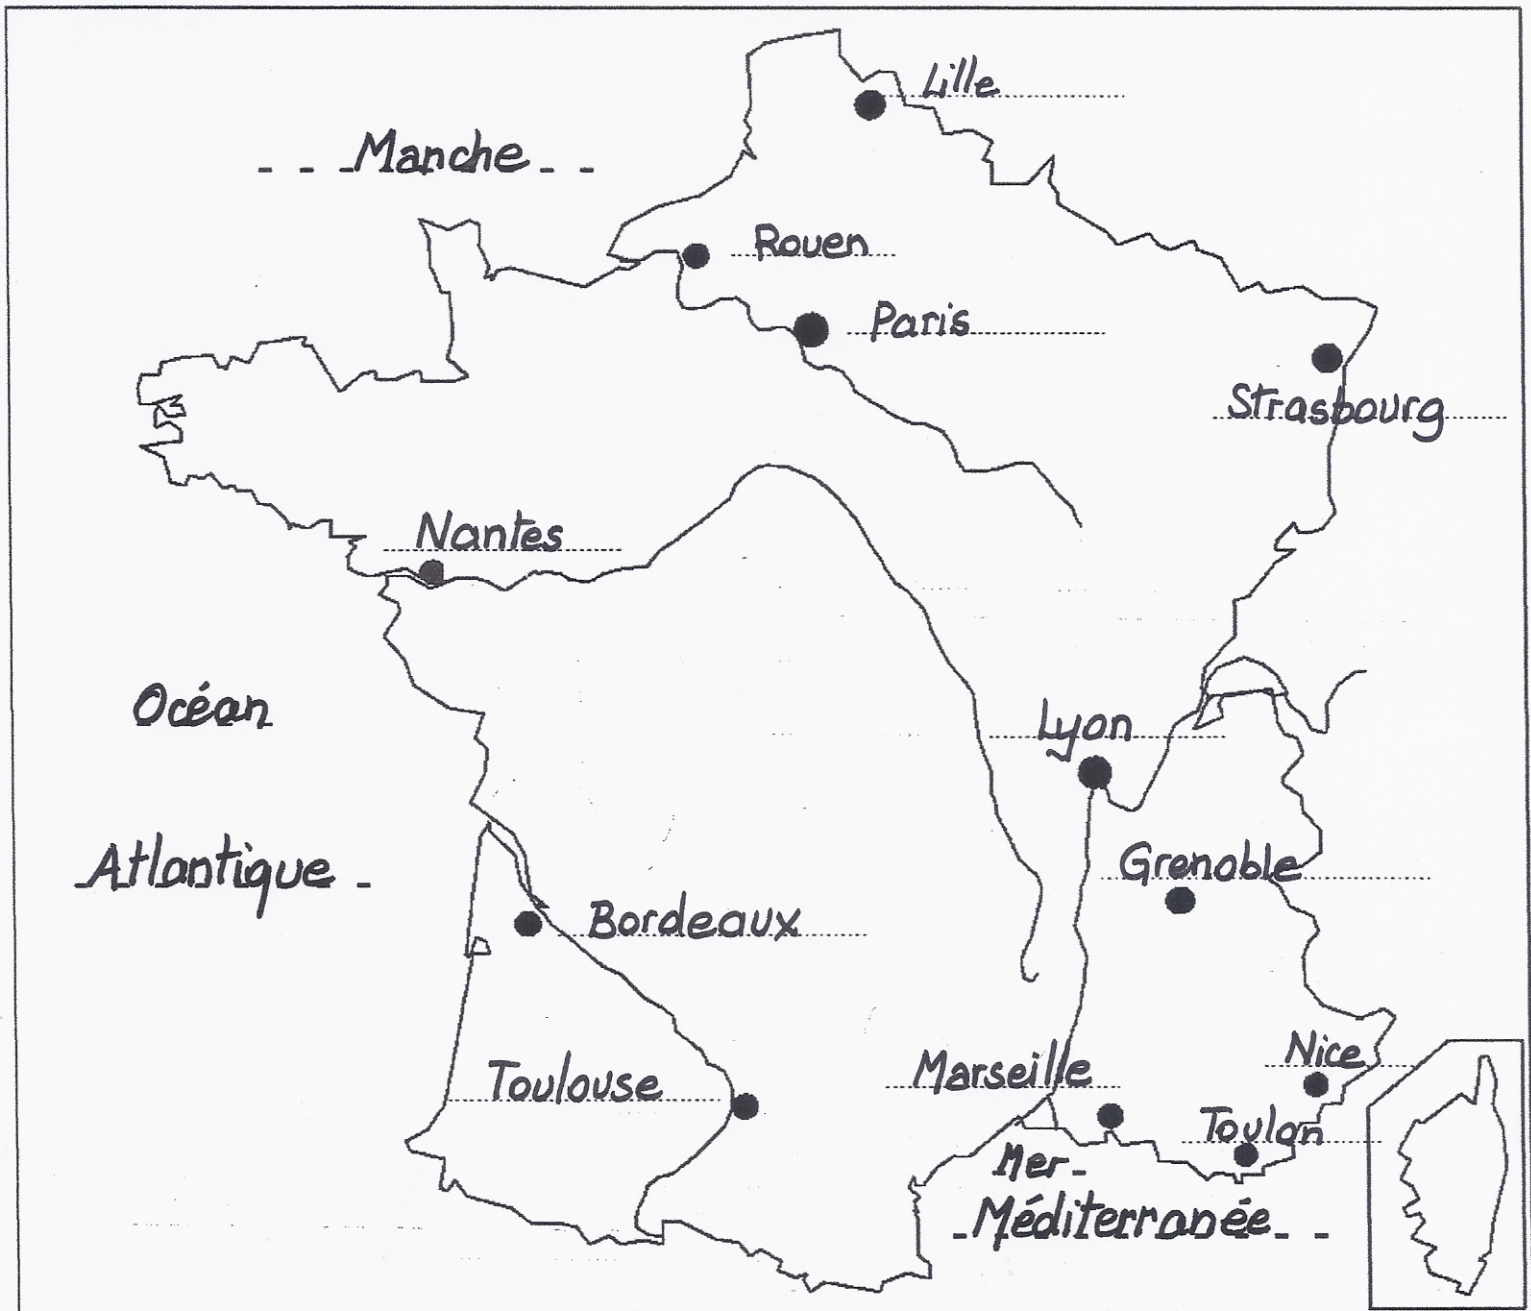 Lille
Manche
Rouen
Paris
Strasbourg
Nantes
Océan
Lyon
Atlantique
Grenoble
Bordeaux
Nice
Marseille
Toulouse
Toulon
Mer
Méditerranée